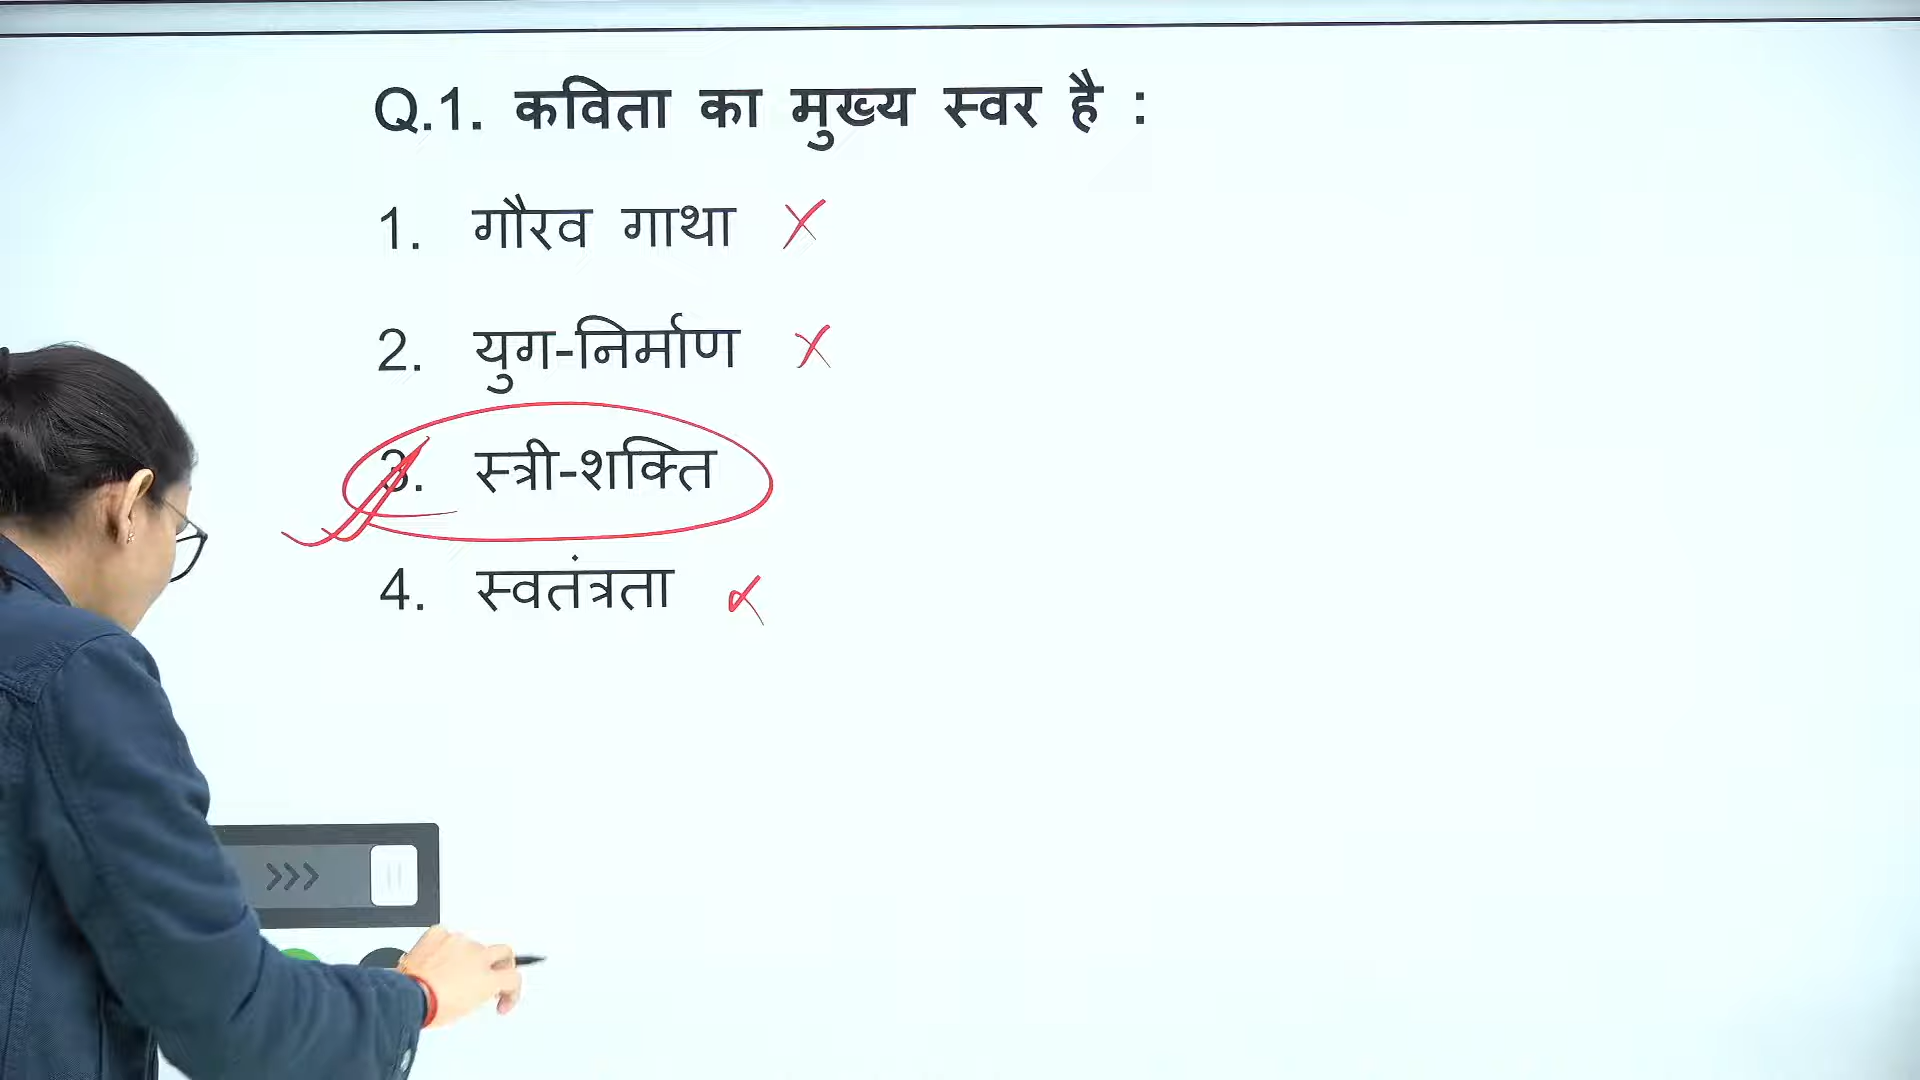 Q.1. कविता का मुख्य स्वर है :
1. गौरव गाथा
2. युग-निर्माण
3. स्त्री-शक्ति
4. स्वतंत्रता